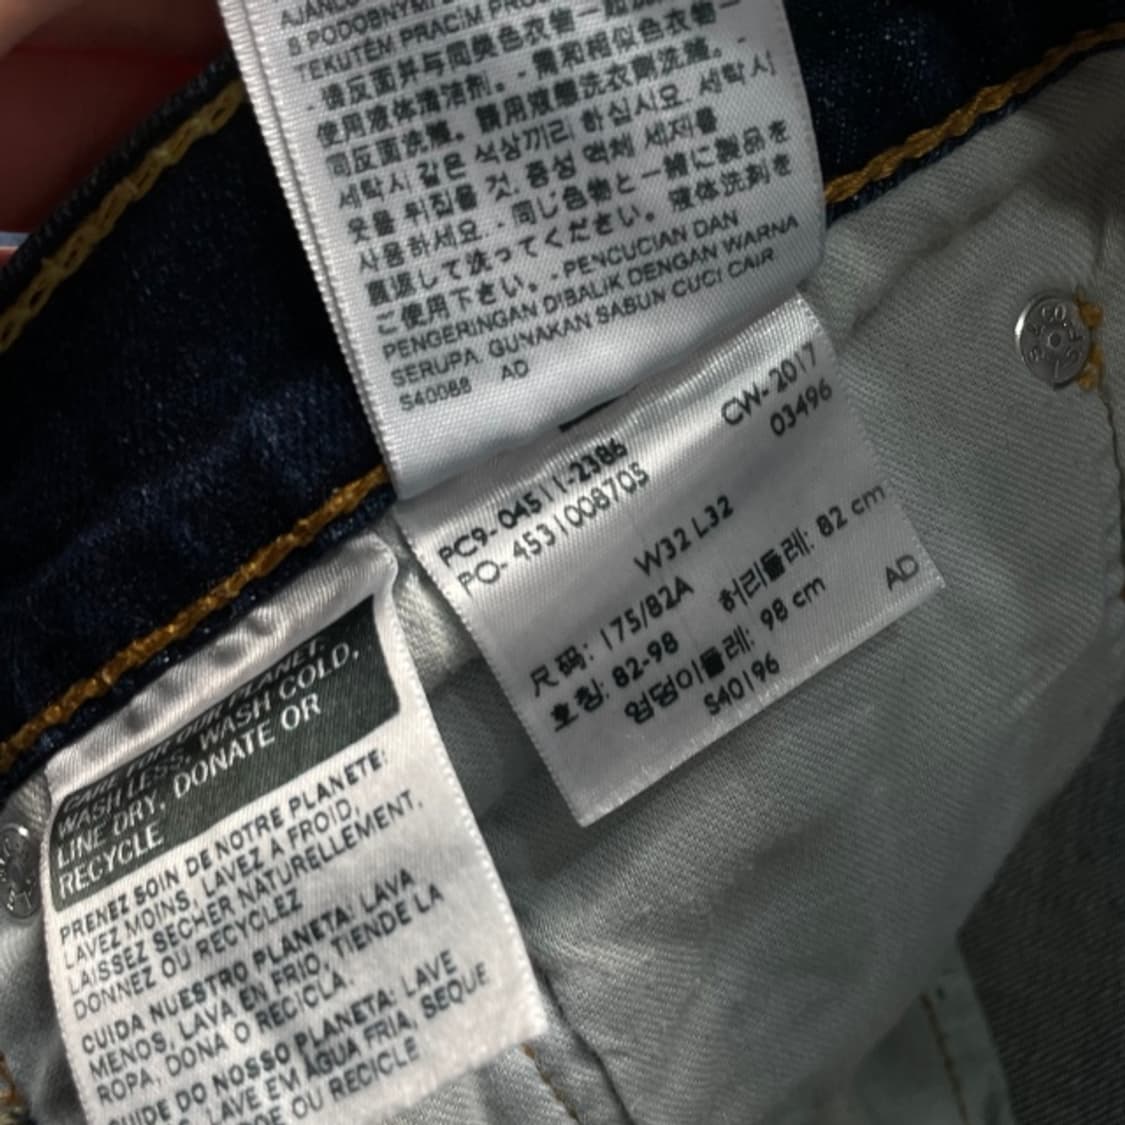 AJANLO
S PODOBNÝMI
TEKUTÉM PRACÍM PRO
- 请反面并与同类色衣物一起
使用液体清洁剂。 - 需和相似色衣物一
同反面洗滌。 請用液態洗衣劑洗滌。 -
세탁시 같은 색상끼리 하십시요. 세탁시
옷을 뒤집을 것. 중성 액체 세제를
사용하세요. - 同じ色物と一緒に製品を
裏返して洗ってください。 液体洗剤を
ご使用下さい。 - PENCUCIAN DAN
PENGERINGAN DIBALIK DENGAN WARNA
SERUPA. GUNAKAN SABUN CUCI CAIR
S40088 AD
PC9- 04511-2386 CW- 2017
PO- 4531008705 03496
W32 L32
尺码: 175/82A 허리둘레: 82 cm
호칭: 82-98
엉덩이둘레: 98 cm AD
S40196
CARE FOR OUR PLANET:
WASH LESS, WASH COLD,
LINE DRY, DONATE OR
RECYCLE
PRENEZ SOIN DE NOTRE PLANETE:
LAVEZ MOINS, LAVEZ À FROID,
LAISSEZ SECHER NATURELLEMENT,
DONNEZ OU RECYCLEZ
CUIDA NUESTRO PLANETA: LAVA
MENOS, LAVA EN FRIO, TIENDE LA
ROPA, DONA O RECICLA.
CUIDE DO NOSSO PLANETA: LAVE
LAVE EM ÁGUA FRIA, SEQUE
OU RECICLE